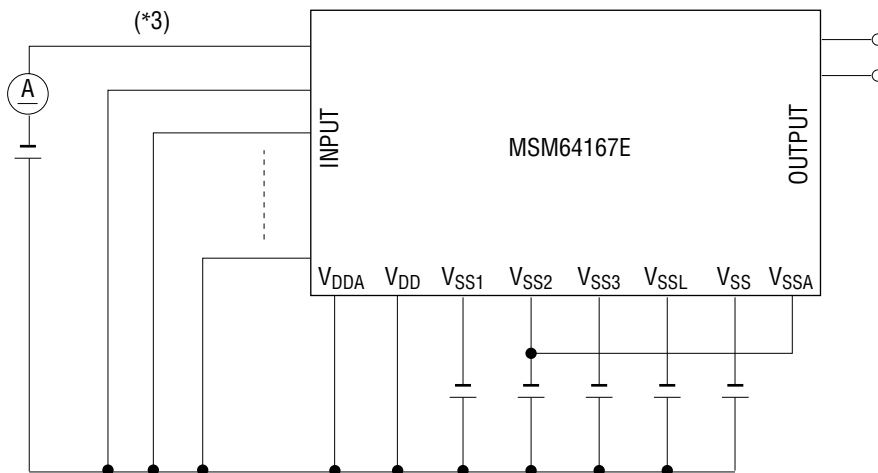 (*3)
A
INPUT
MSM64167E
OUTPUT
VDDA VDD VSS1 VSS2 VSS3 VSSL VSS VSSA